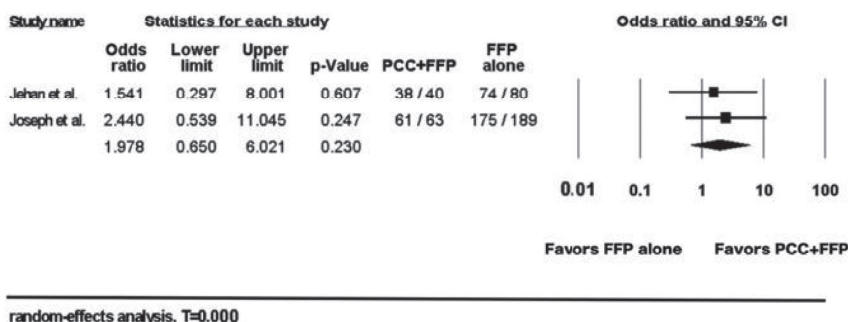 Study name Statistics for each study Odds ratio and 95% CI
Odds ratio Lower limit Upper limit p-Value PCC+FFP FFP alone
Jehan et al. 1.541 0.297 8.001 0.607 38 / 40 74 / 80
Joseph et al. 2.440 0.539 11.045 0.247 61 / 63 175 / 189
1.978 0.650 6.021 0.230
0.01 0.1 1 10 100
Favors FFP alone Favors PCC+FFP
random-effects analysis. T=0.000